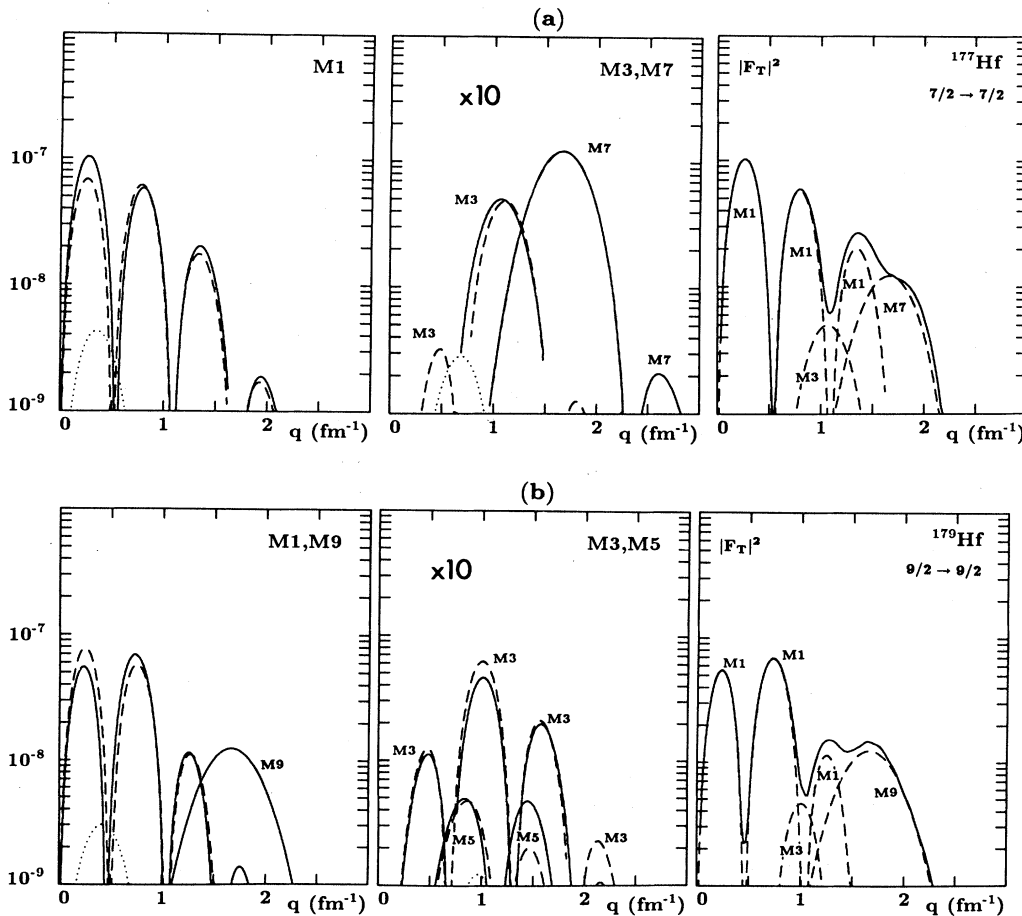 (a)
M1
M3,M7
x10
|F_T|²
¹⁷⁷Hf
7/2 → 7/2
M7
M3
M3
M7
M1
M1
M1
M7
M3
10⁻⁷
10⁻⁸
10⁻⁹
0 1 2
q (fm⁻¹)
0 1 2
q (fm⁻¹)
0 1 2
q (fm⁻¹)
(b)
M1,M9
M3,M5
x10
|F_T|²
¹⁷⁹Hf
9/2 → 9/2
M9
M3
M3
M3
M5
M5
M3
M1
M1
M1
M9
M3
10⁻⁷
10⁻⁸
10⁻⁹
0 1 2
q (fm⁻¹)
0 1 2
q (fm⁻¹)
0 1 2
q (fm⁻¹)